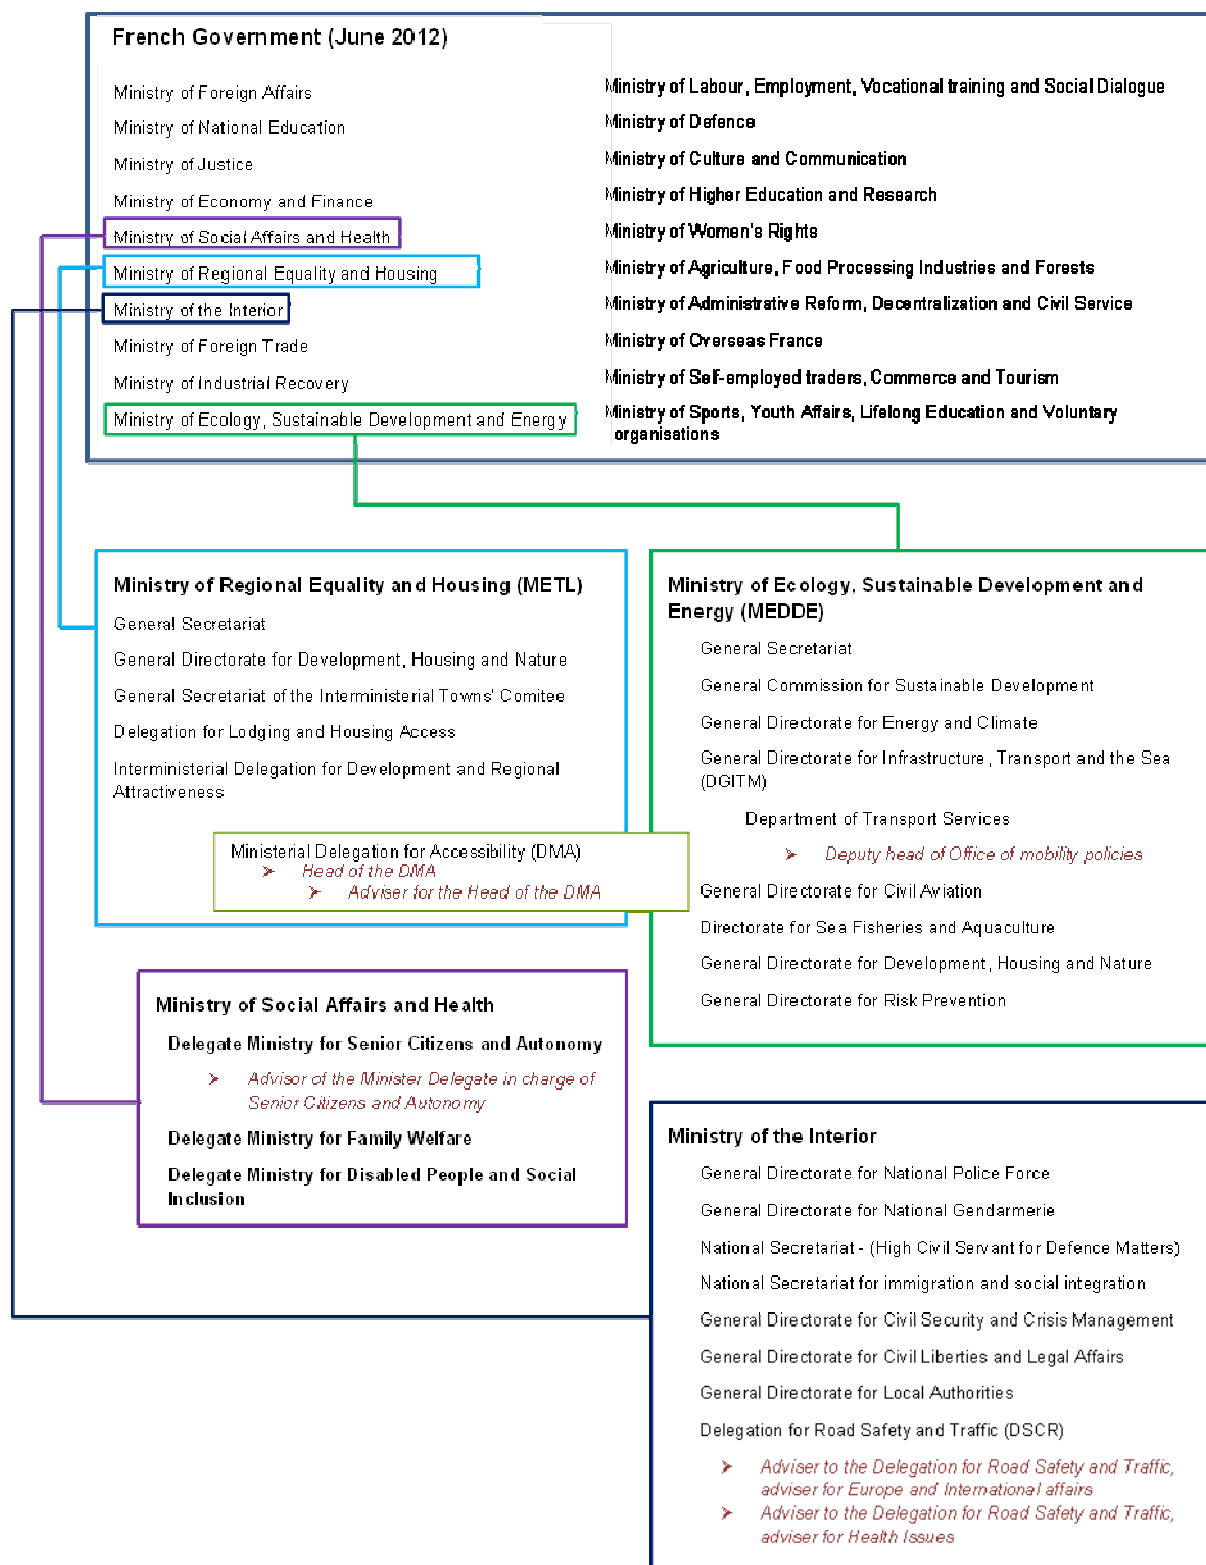 French Government (June 2012)
Ministry of Foreign Affairs
Ministry of National Education
Ministry of Justice
Ministry of Economy and Finance
Ministry of Social Affairs and Health
Ministry of Regional Equality and Housing
Ministry of the Interior
Ministry of Foreign Trade
Ministry of Industrial Recovery
Ministry of Ecology, Sustainable Development and Energy
Ministry of Labour, Employment, Vocational training and Social Dialogue
Ministry of Defence
Ministry of Culture and Communication
Ministry of Higher Education and Research
Ministry of Women's Rights
Ministry of Agriculture, Food Processing Industries and Forests
Ministry of Administrative Reform, Decentralization and Civil Service
Ministry of Overseas France
Ministry of Self-employed traders, Commerce and Tourism
Ministry of Sports, Youth Affairs, Lifelong Education and Voluntary
organisations
Ministry of Regional Equality and Housing (METL)
General Secretariat
General Directorate for Development, Housing and Nature
General Secretariat of the Interministerial Towns' Comitee
Delegation for Lodging and Housing Access
Interministerial Delegation for Development and Regional
Attractiveness
Ministerial Delegation for Accessibility (DMA)
➢ Head of the DMA
➢ Adviser for the Head of the DMA
Ministry of Ecology, Sustainable Development and
Energy (MEDDE)
General Secretariat
General Commission for Sustainable Development
General Directorate for Energy and Climate
General Directorate for Infrastructure, Transport and the Sea
(DGITM)
Department of Transport Services
➢ Deputy head of Office of mobility policies
General Directorate for Civil Aviation
Directorate for Sea Fisheries and Aquaculture
General Directorate for Development, Housing and Nature
General Directorate for Risk Prevention
Ministry of Social Affairs and Health
Delegate Ministry for Senior Citizens and Autonomy
➢ Advisor of the Minister Delegate in charge of
Senior Citizens and Autonomy
Delegate Ministry for Family Welfare
Delegate Ministry for Disabled People and Social
Inclusion
Ministry of the Interior
General Directorate for National Police Force
General Directorate for National Gendarmerie
National Secretariat - (High Civil Servant for Defence Matters)
National Secretariat for immigration and social integration
General Directorate for Civil Security and Crisis Management
General Directorate for Civil Liberties and Legal Affairs
General Directorate for Local Authorities
Delegation for Road Safety and Traffic (DSCR)
➢ Adviser to the Delegation for Road Safety and Traffic,
adviser for Europe and International affairs
➢ Adviser to the Delegation for Road Safety and Traffic,
adviser for Health Issues